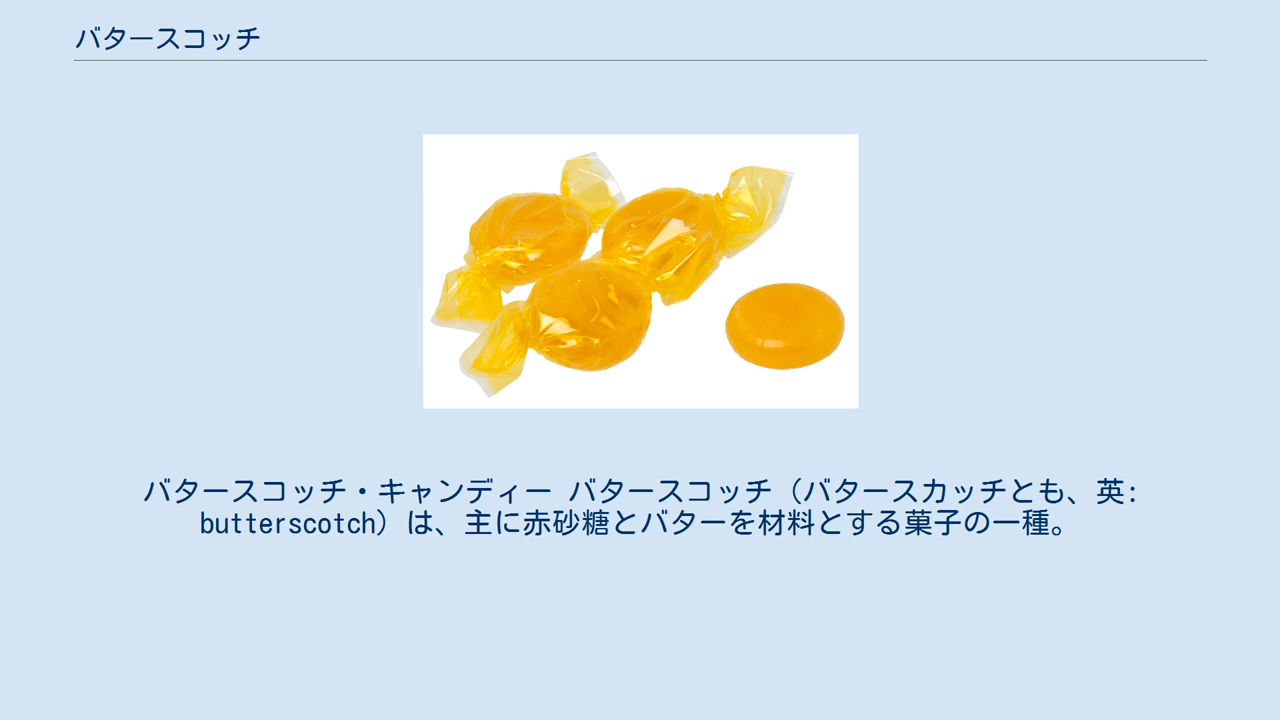 バタースコッチ
バタースコッチ・キャンディー バタースコッチ（バタースカッチとも、英:
butterscotch）は、主に赤砂糖とバターを材料とする菓子の一種。